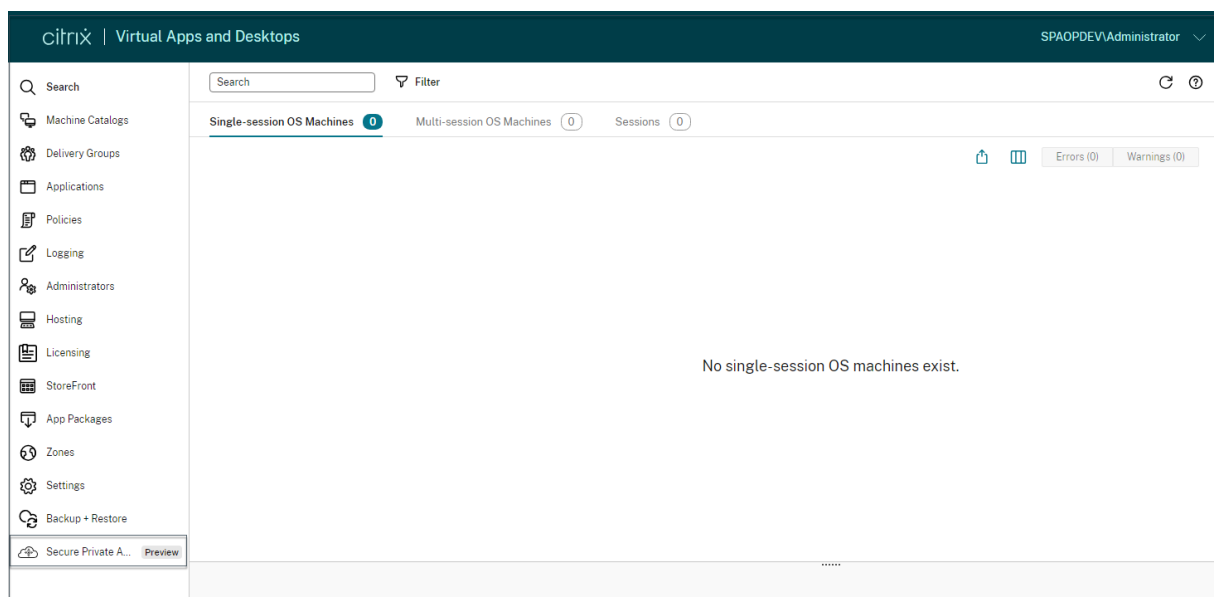 citrix | Virtual Apps and Desktops
SPAOPDEV\Administrator
Search
Machine Catalogs
Delivery Groups
Applications
Policies
Logging
Administrators
Hosting
Licensing
StoreFront
App Packages
Zones
Settings
Backup + Restore
Secure Private A... Preview
Search Filter
Single-session OS Machines 0 Multi-session OS Machines 0 Sessions 0
Errors (0) Warnings (0)
No single-session OS machines exist.